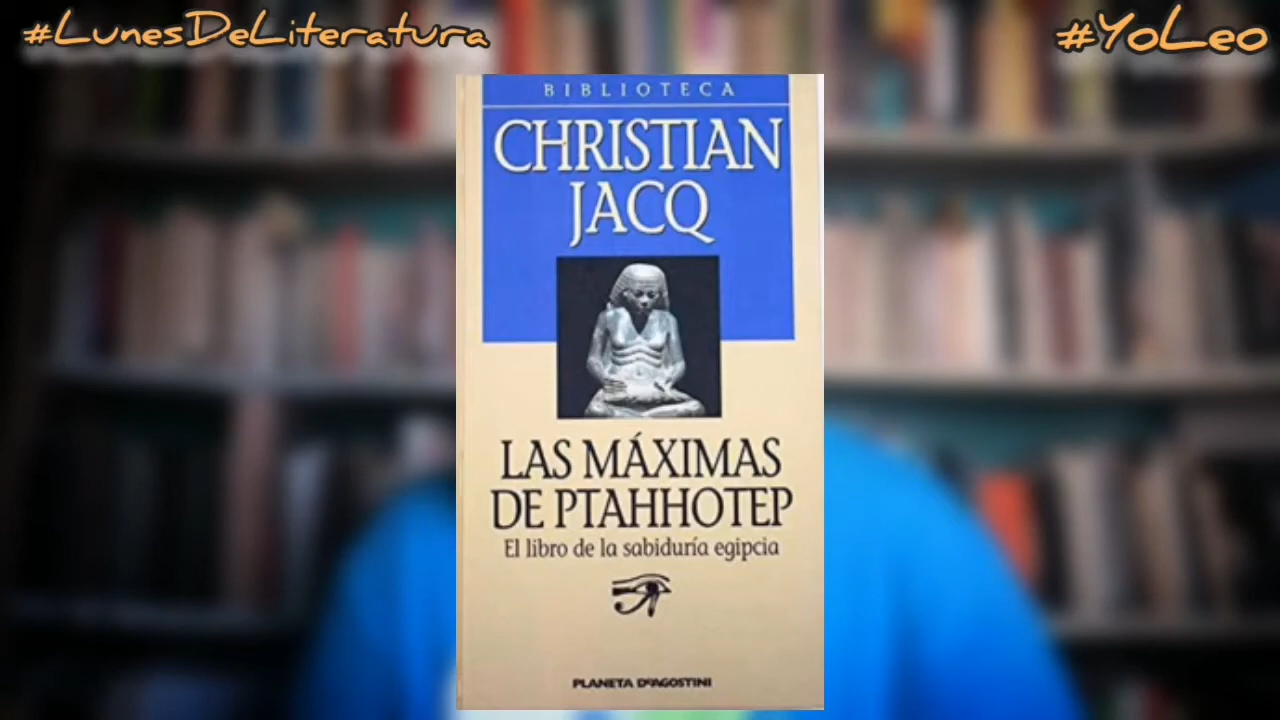 #LunesDeLiteratura
#YoLeo
BIBLIOTECA
CHRISTIAN
JACQ
LAS MÁXIMAS
DE PTAHHOTEP
El libro de la sabiduría egipcia
PLANETA DEAGOSTINI